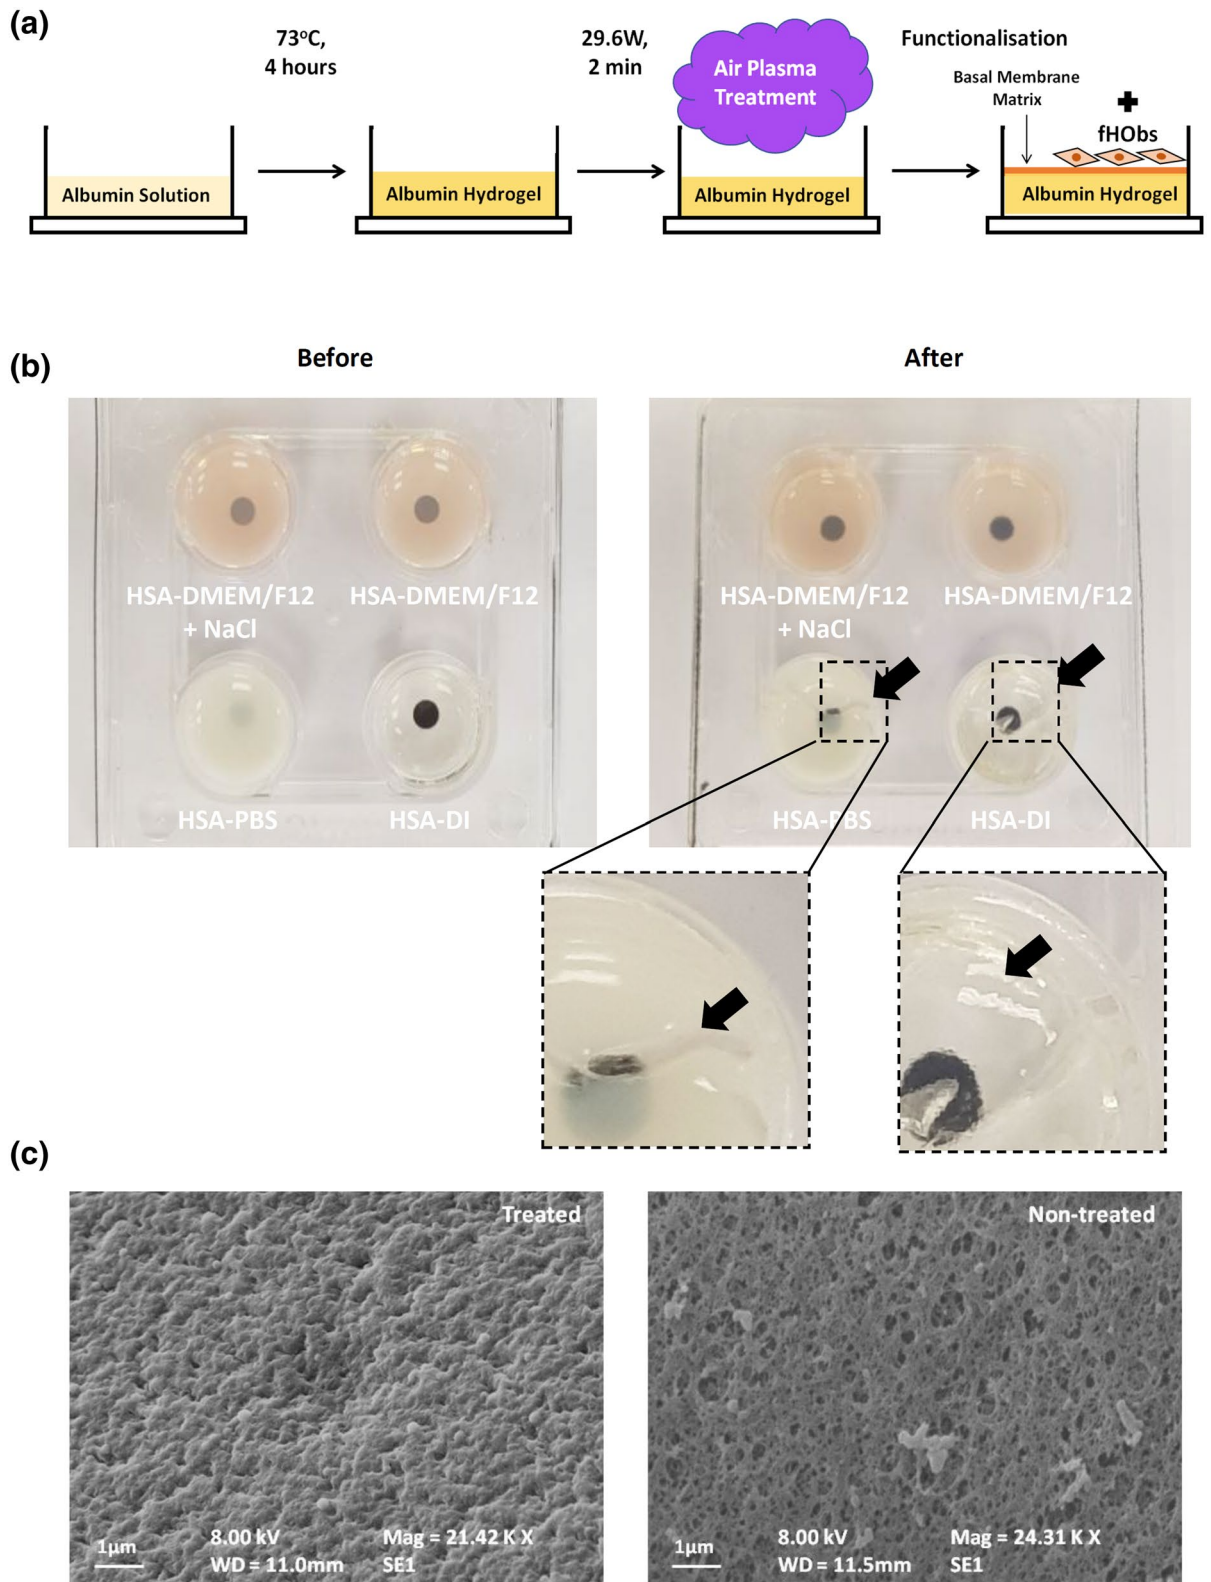 (a)
73°C,
4 hours
29.6W,
2 min
Air Plasma
Treatment
Functionalisation
Basal Membrane
Matrix
+
fHObs
Albumin Solution
Albumin Hydrogel
Albumin Hydrogel
Albumin Hydrogel
(b)
Before
After
HSA-DMEM/F12
+ NaCl
HSA-DMEM/F12
HSA-PBS
HSA-DI
HSA-DMEM/F12
+ NaCl
HSA-DMEM/F12
HSA-PBS
HSA-DI
(c)
Treated
1µm
8.00 kV
WD = 11.0mm
Mag = 21.42 K X
SE1
Non-treated
1µm
8.00 kV
WD = 11.5mm
Mag = 24.31 K X
SE1